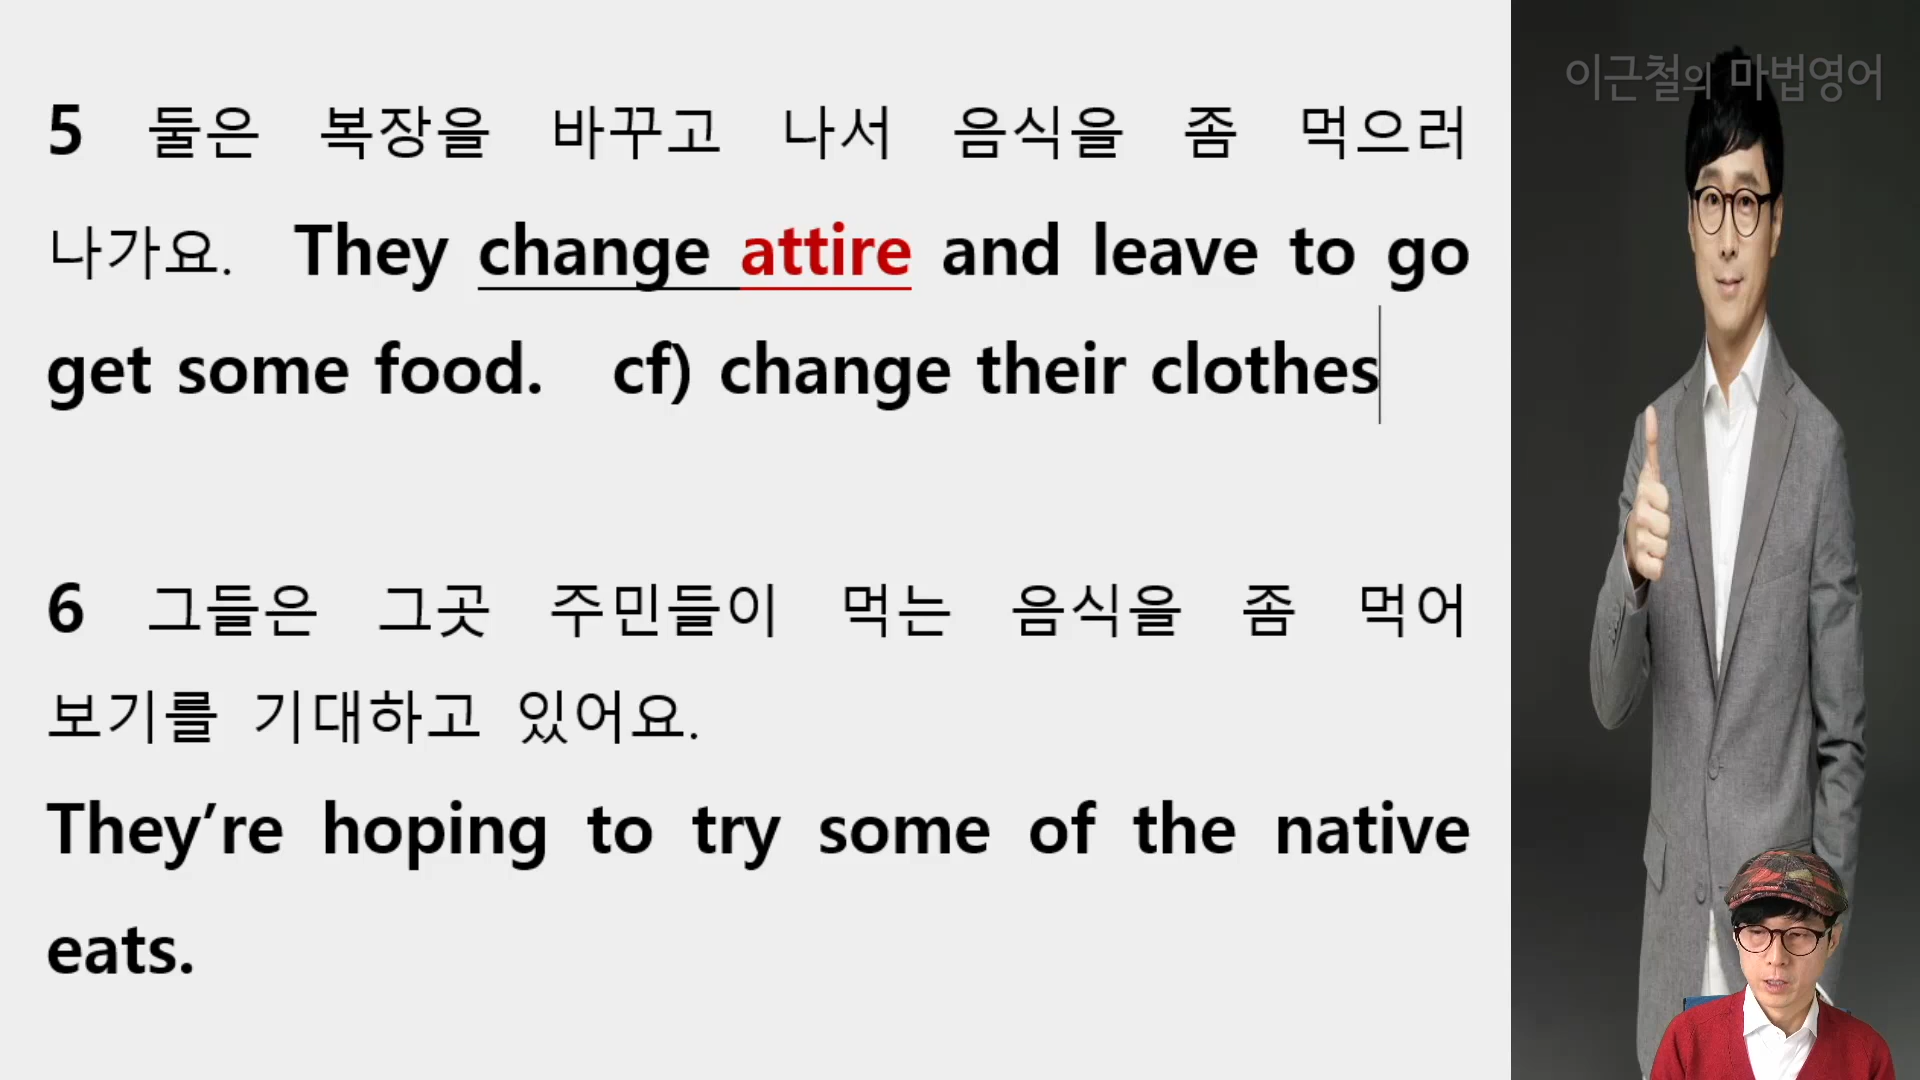 5 둘은 복장을 바꾸고 나서 음식을 좀 먹으러
나가요. They change attire and leave to go
get some food. cf) change their clothes
6 그들은 그곳 주민들이 먹는 음식을 좀 먹어
보기를 기대하고 있어요.
They’re hoping to try some of the native
eats.
이근철의 마법영어